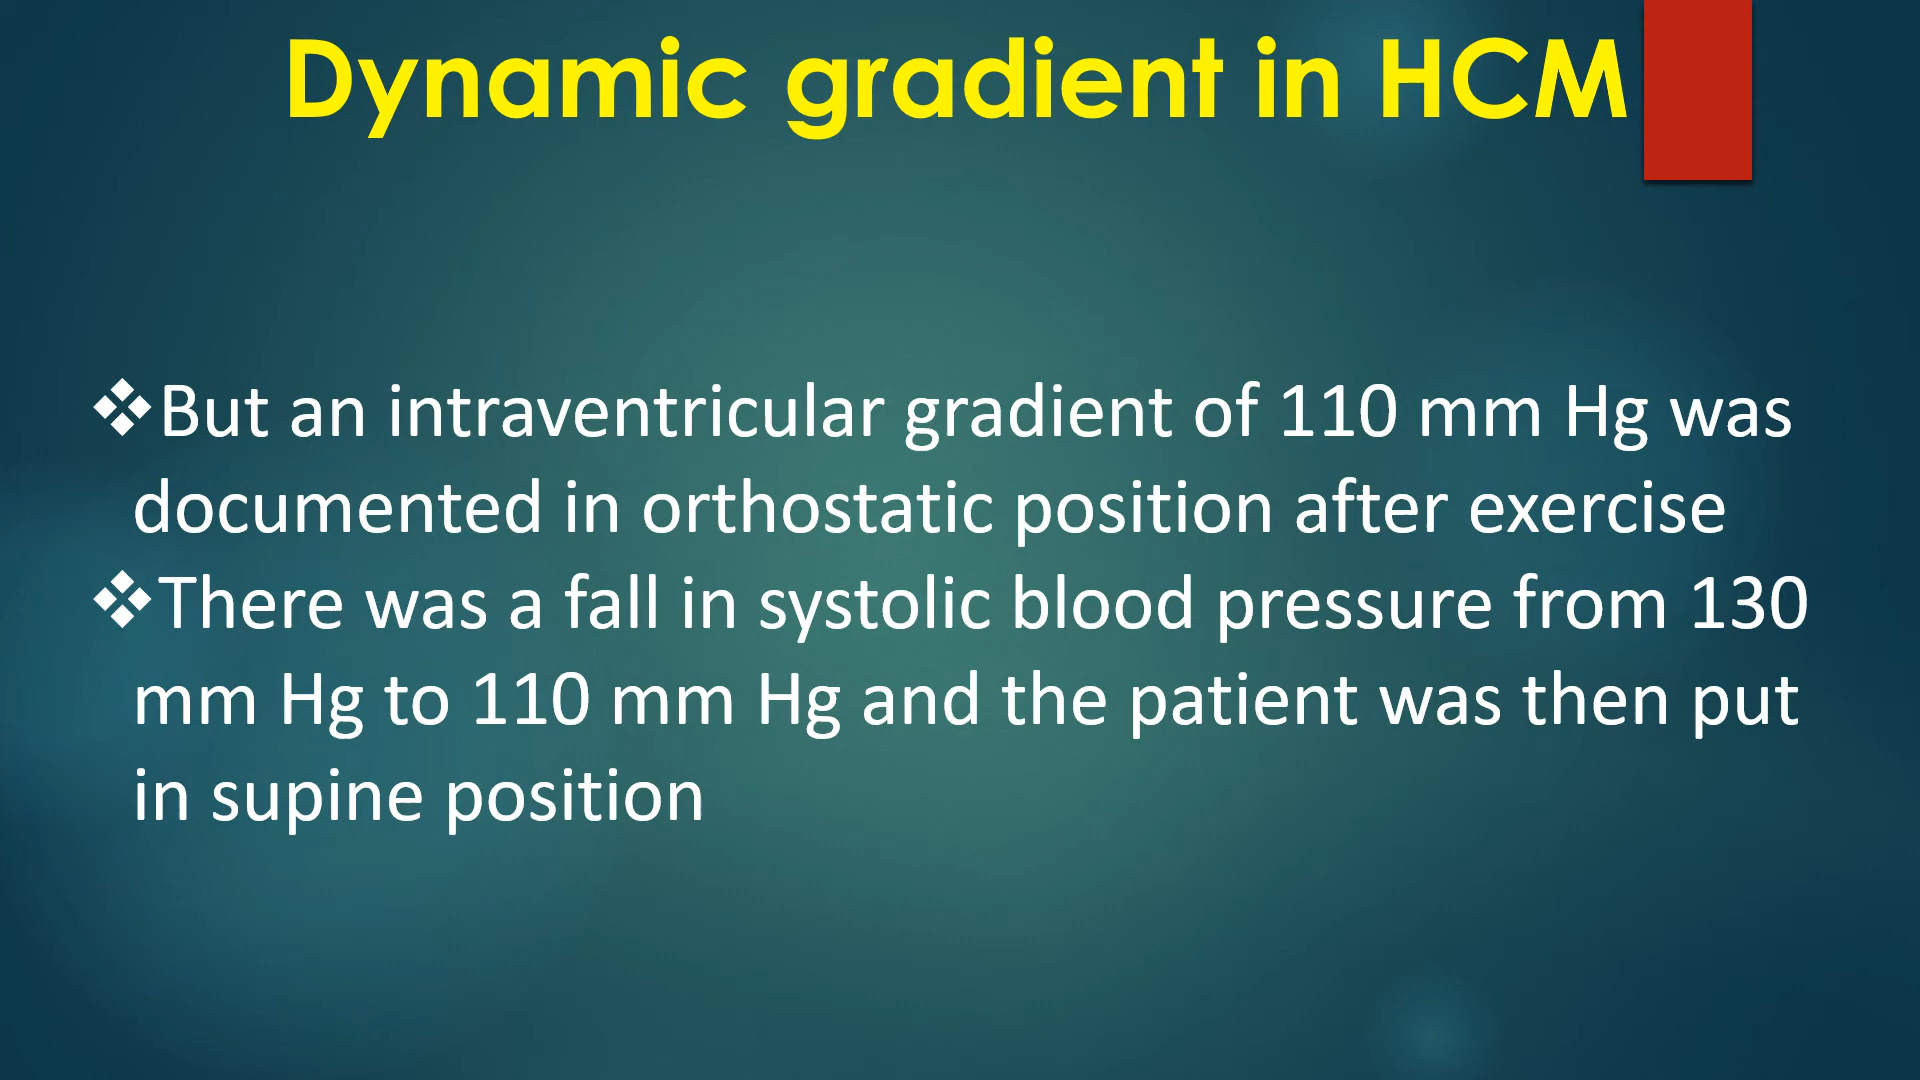 Dynamic gradient in HCM
❖But an intraventricular gradient of 110 mm Hg was
documented in orthostatic position after exercise
❖There was a fall in systolic blood pressure from 130
mm Hg to 110 mm Hg and the patient was then put
in supine position